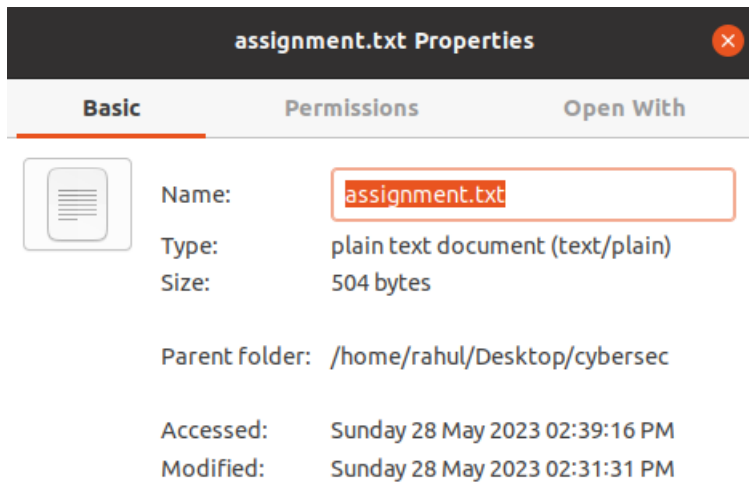 assignment.txt Properties
Basic Permissions Open With
Name: assignment.txt
Type: plain text document (text/plain)
Size: 504 bytes
Parent folder: /home/rahul/Desktop/cybersec
Accessed: Sunday 28 May 2023 02:39:16 PM
Modified: Sunday 28 May 2023 02:31:31 PM